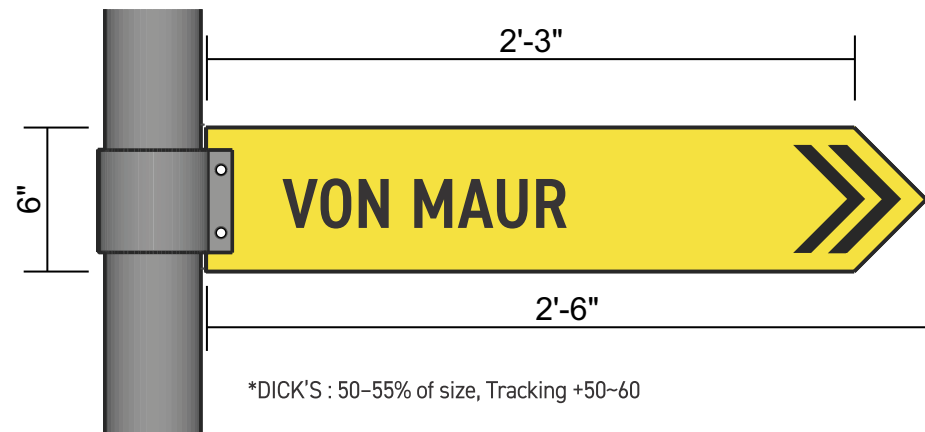 2'-3"
6"
VON MAUR
2'-6"
*DICK'S : 50–55% of size, Tracking +50~60